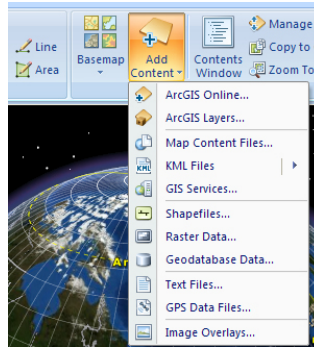 Line
Area
Basemap
Add
Content
Contents
Window
Manage
Copy to
Zoom To
ArcGIS Online...
ArcGIS Layers...
Map Content Files...
KML Files
GIS Services...
Shapefiles...
Raster Data...
Geodatabase Data...
Text Files...
GPS Data Files...
Image Overlays...
Ar